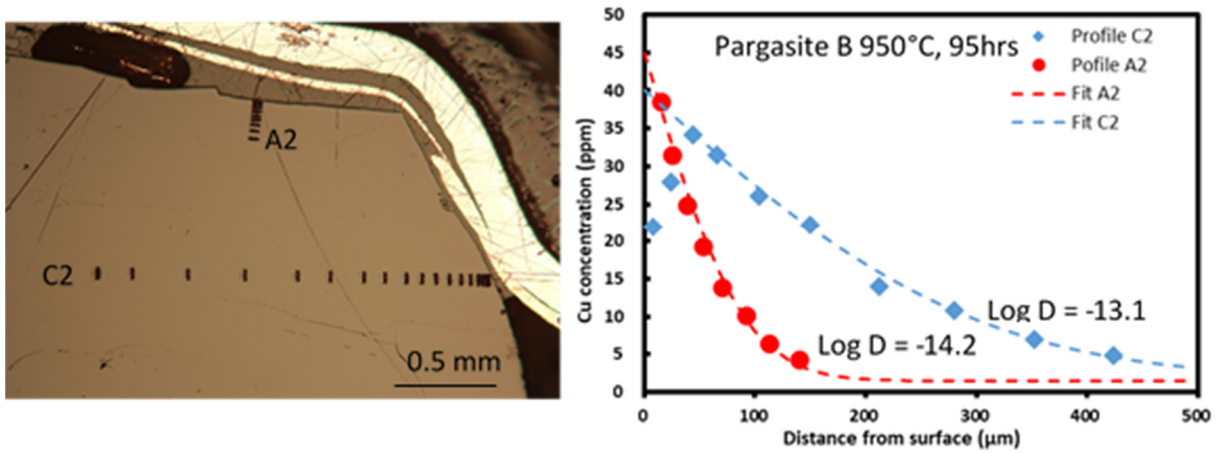 A2
C2
0.5 mm
Pargasite B 950°C, 95hrs
Profile C2
Pofile A2
Fit A2
Fit C2
Log D = -13.1
Log D = -14.2
Cu concentration (ppm)
50
45
40
35
30
25
20
15
10
5
0
0 100 200 300 400 500
Distance from surface (µm)